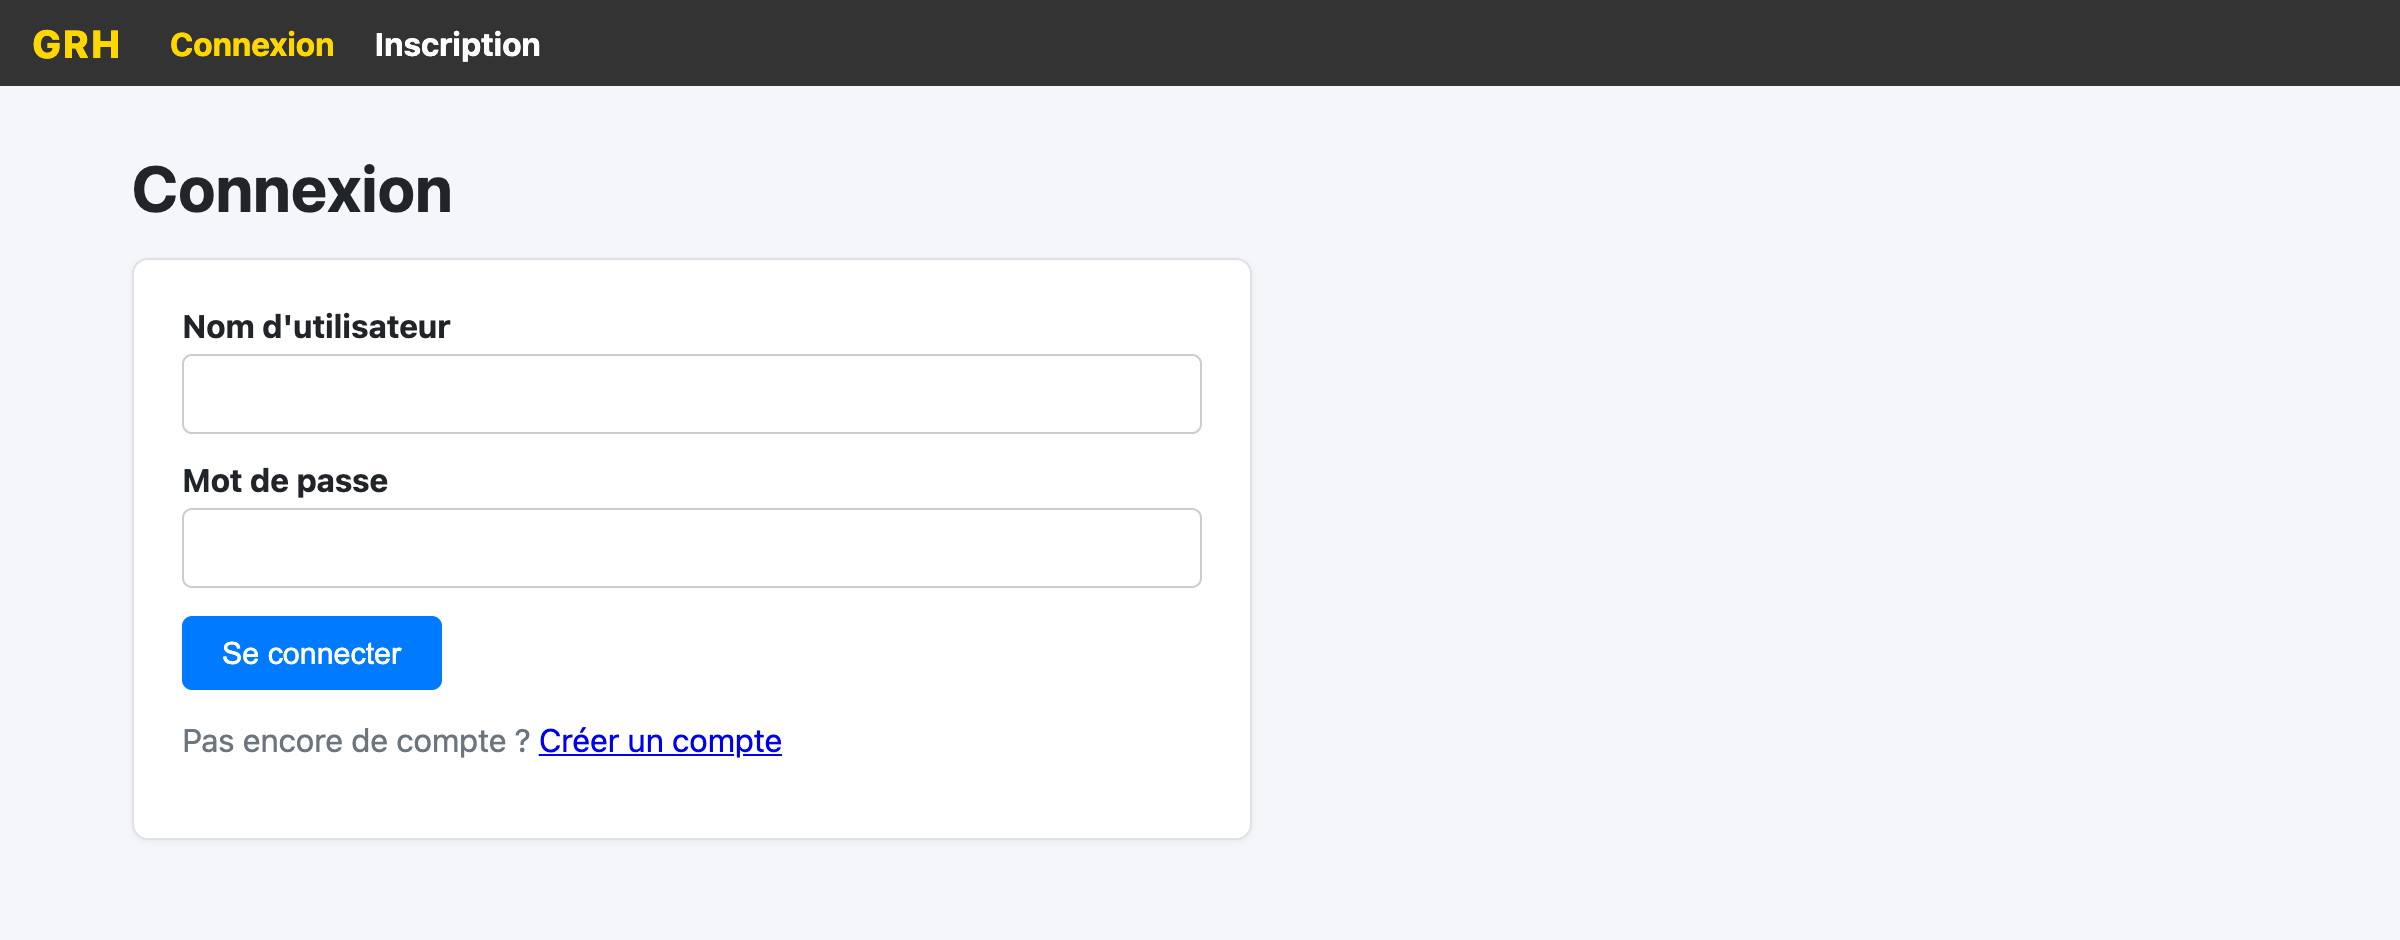 GRH Connexion Inscription
Connexion
Nom d'utilisateur
Mot de passe
Se connecter
Pas encore de compte ? Créer un compte